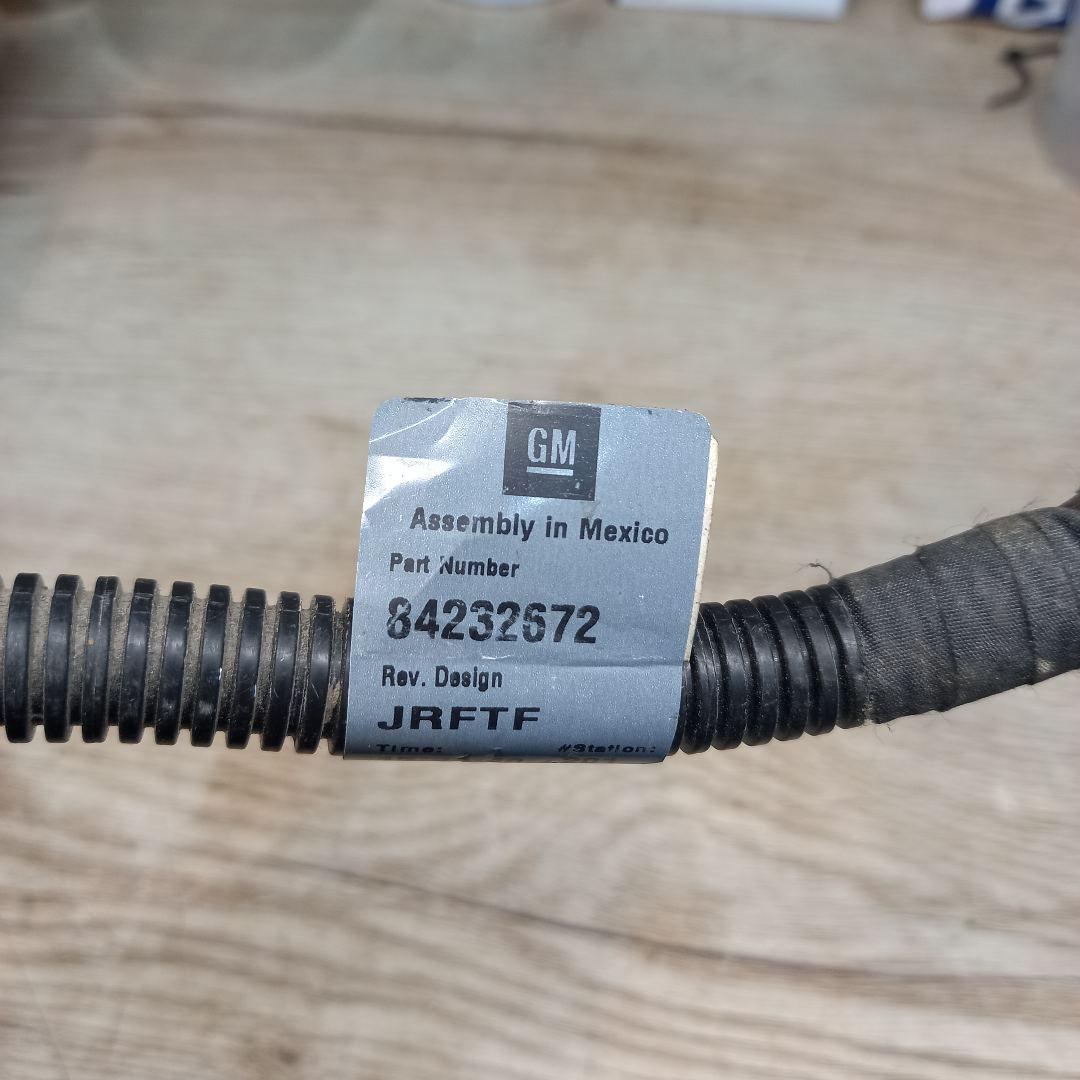 GM
Assembly in Mexico
Part Number
84232672
Rev. Design
JRFTF
Time: #Station: